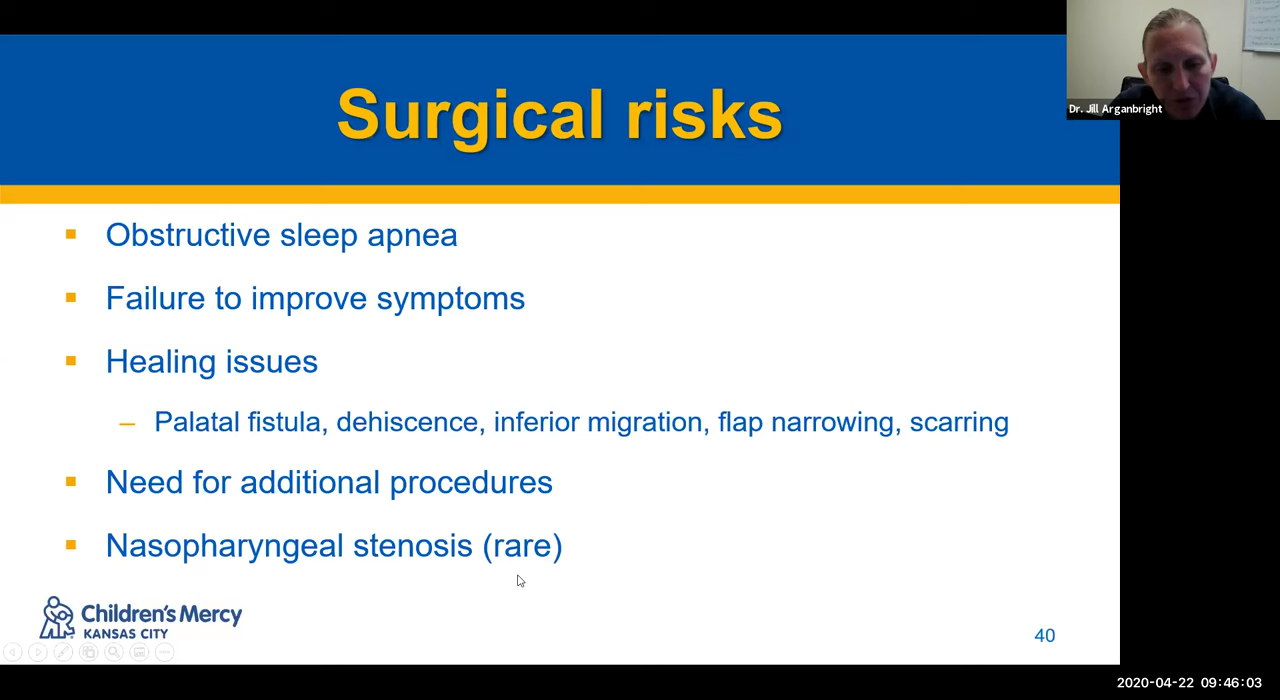 Surgical risks
Dr. Jill Arganbright
Obstructive sleep apnea
Failure to improve symptoms
Healing issues
– Palatal fistula, dehiscence, inferior migration, flap narrowing, scarring
Need for additional procedures
Nasopharyngeal stenosis (rare)
Children's Mercy
KANSAS CITY
40
2020-04-22 09:46:03